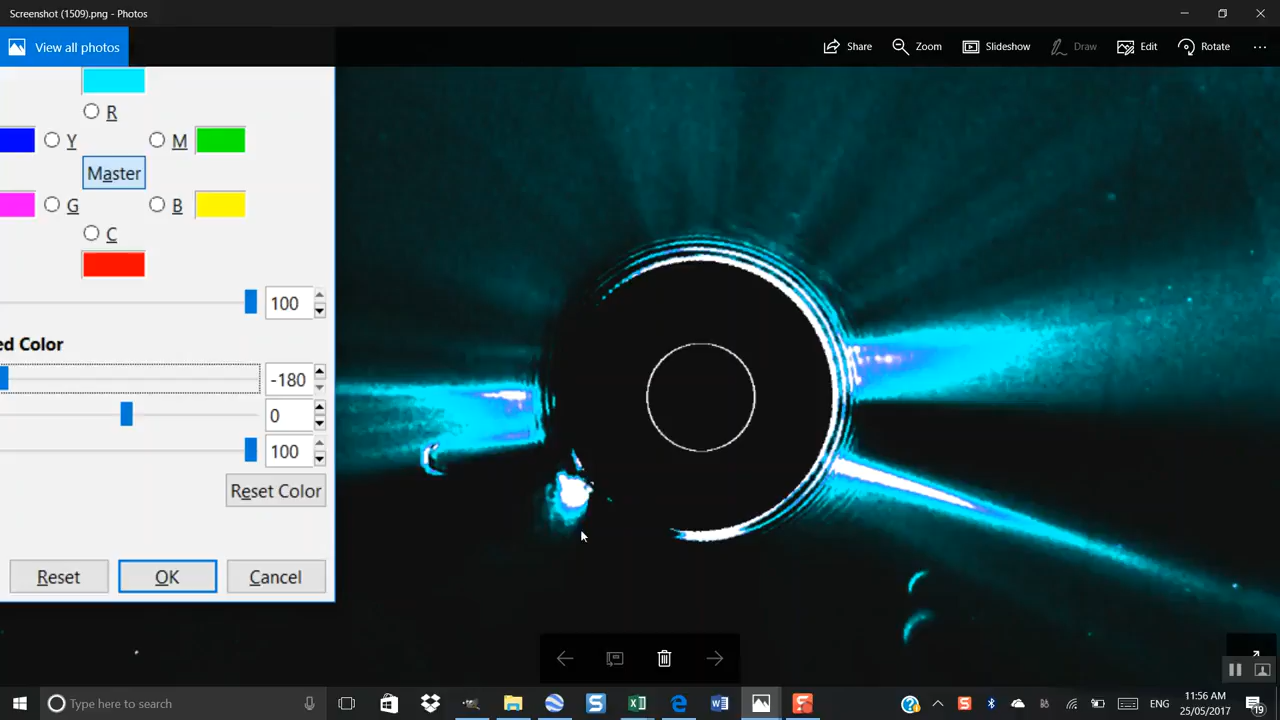 Screenshot (1509).png - Photos
View all photos
Share
Zoom
Slideshow
Draw
Edit
Rotate
R
Y
M
Master
G
B
C
100
ed Color
-180
0
100
Reset Color
Reset
OK
Cancel
Type here to search
ENG
11:56 AM
25/05/2017
19